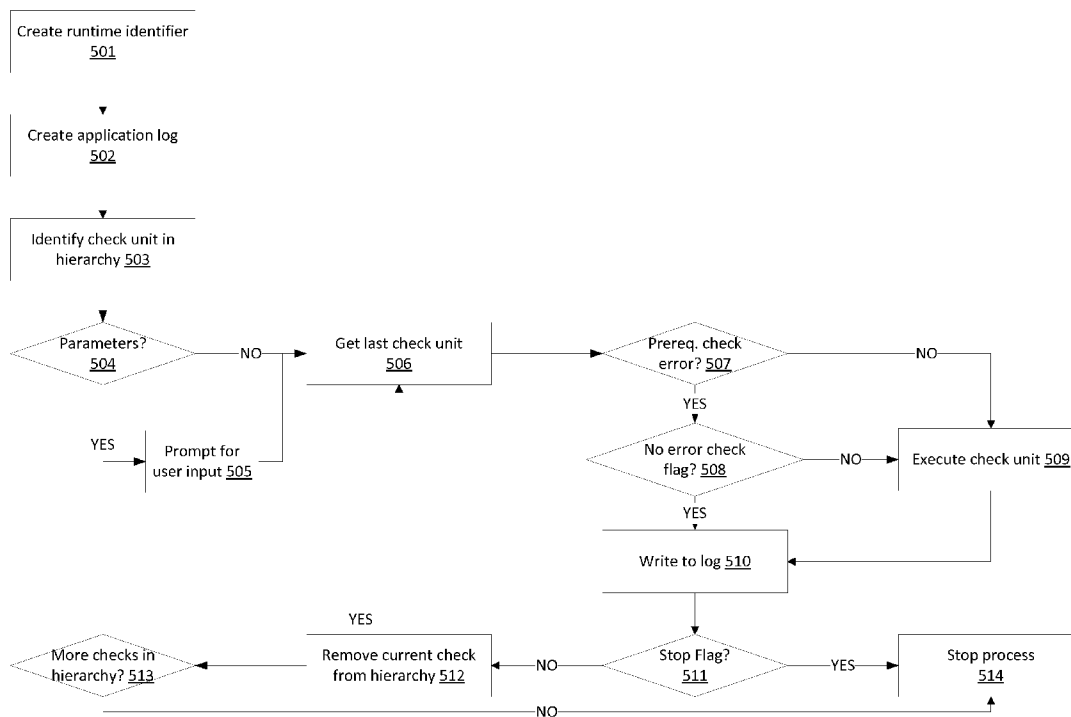 Create runtime identifier
501
Create application log
502
Identify check unit in
hierarchy 503
Parameters?
504
NO
Get last check unit
506
Prereq. check
error? 507
NO
YES
YES
Prompt for
user input 505
No error check
flag? 508
NO
Execute check unit 509
YES
Write to log 510
YES
More checks in
hierarchy? 513
Remove current check
from hierarchy 512
NO
Stop Flag?
511
YES
Stop process
514
NO